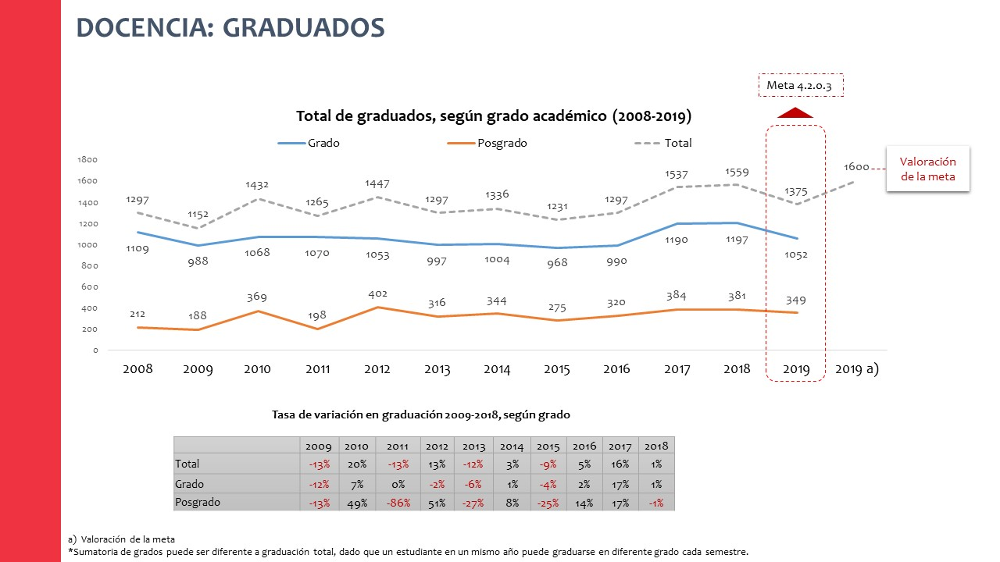 DOCENCIA: GRADUADOS
Meta 4.2.0.3
Total de graduados, según grado académico (2008-2019)
Grado Posgrado Total
Valoración
de la meta
1800
1600
1400
1200
1000
800
600
400
200
0
1297 1152 1432 1265 1447 1297 1336 1231 1297 1537 1559 1375 1600
1109 988 1068 1070 1053 997 1004 968 990 1190 1197 1052
212 188 369 198 402 316 344 275 320 384 381 349
2008 2009 2010 2011 2012 2013 2014 2015 2016 2017 2018 2019 2019 a)
Tasa de variación en graduación 2009-2018, según grado
2009 2010 2011 2012 2013 2014 2015 2016 2017 2018
Total -13% 20% -13% 13% -12% 3% -9% 5% 16% 1%
Grado -12% 7% 0% -2% -6% 1% -4% 2% 17% 1%
Posgrado -13% 49% -86% 51% -27% 8% -25% 14% 17% -1%
a) Valoración de la meta
*Sumatoria de grados puede ser diferente a graduación total, dado que un estudiante en un mismo año puede graduarse en diferente grado cada semestre.